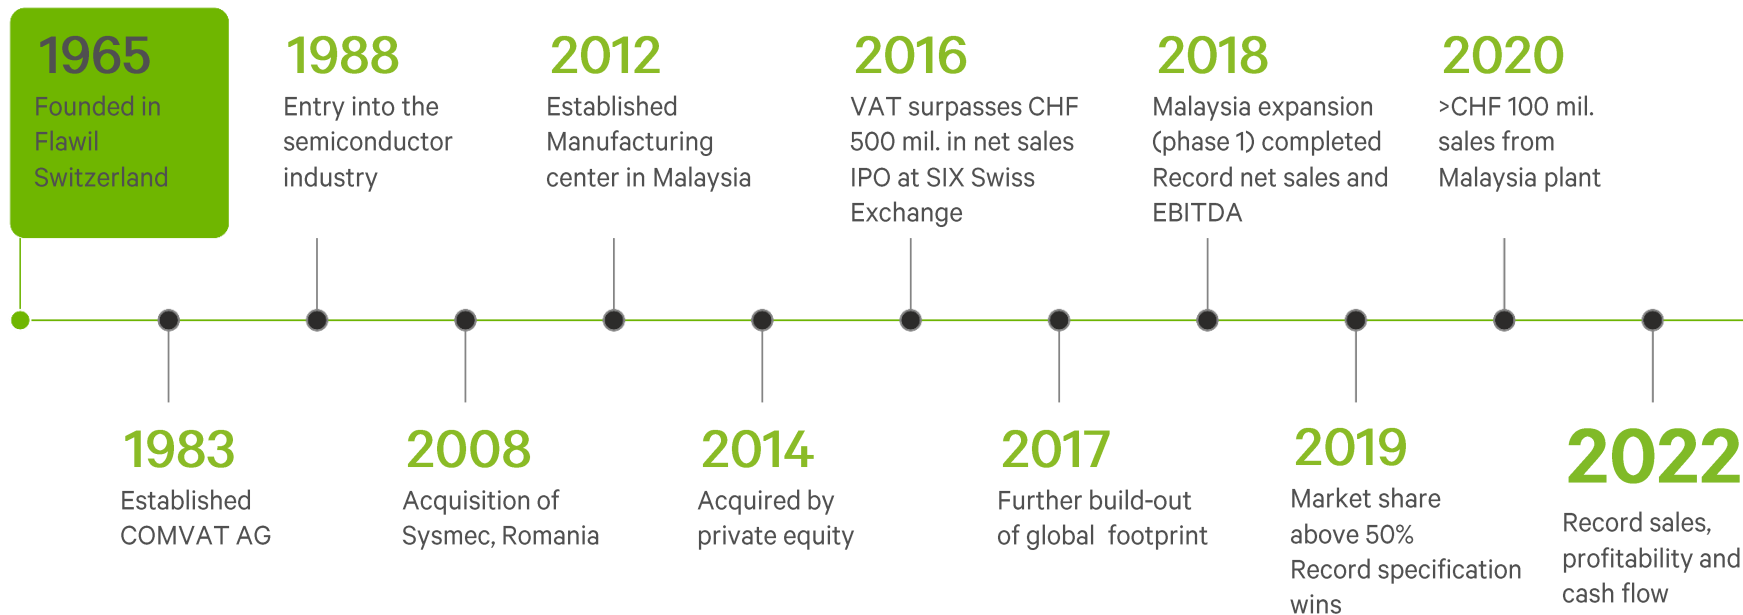 1965
Founded in
Flawil
Switzerland
1988
Entry into the
semiconductor
industry
2012
Established
Manufacturing
center in Malaysia
2016
VAT surpasses CHF
500 mil. in net sales
IPO at SIX Swiss
Exchange
2018
Malaysia expansion
(phase 1) completed
Record net sales and
EBITDA
2020
>CHF 100 mil.
sales from
Malaysia plant
1983
Established
COMVAT AG
2008
Acquisition of
Sysmec, Romania
2014
Acquired by
private equity
2017
Further build-out
of global footprint
2019
Market share
above 50%
Record specification
wins
2022
Record sales,
profitability and
cash flow